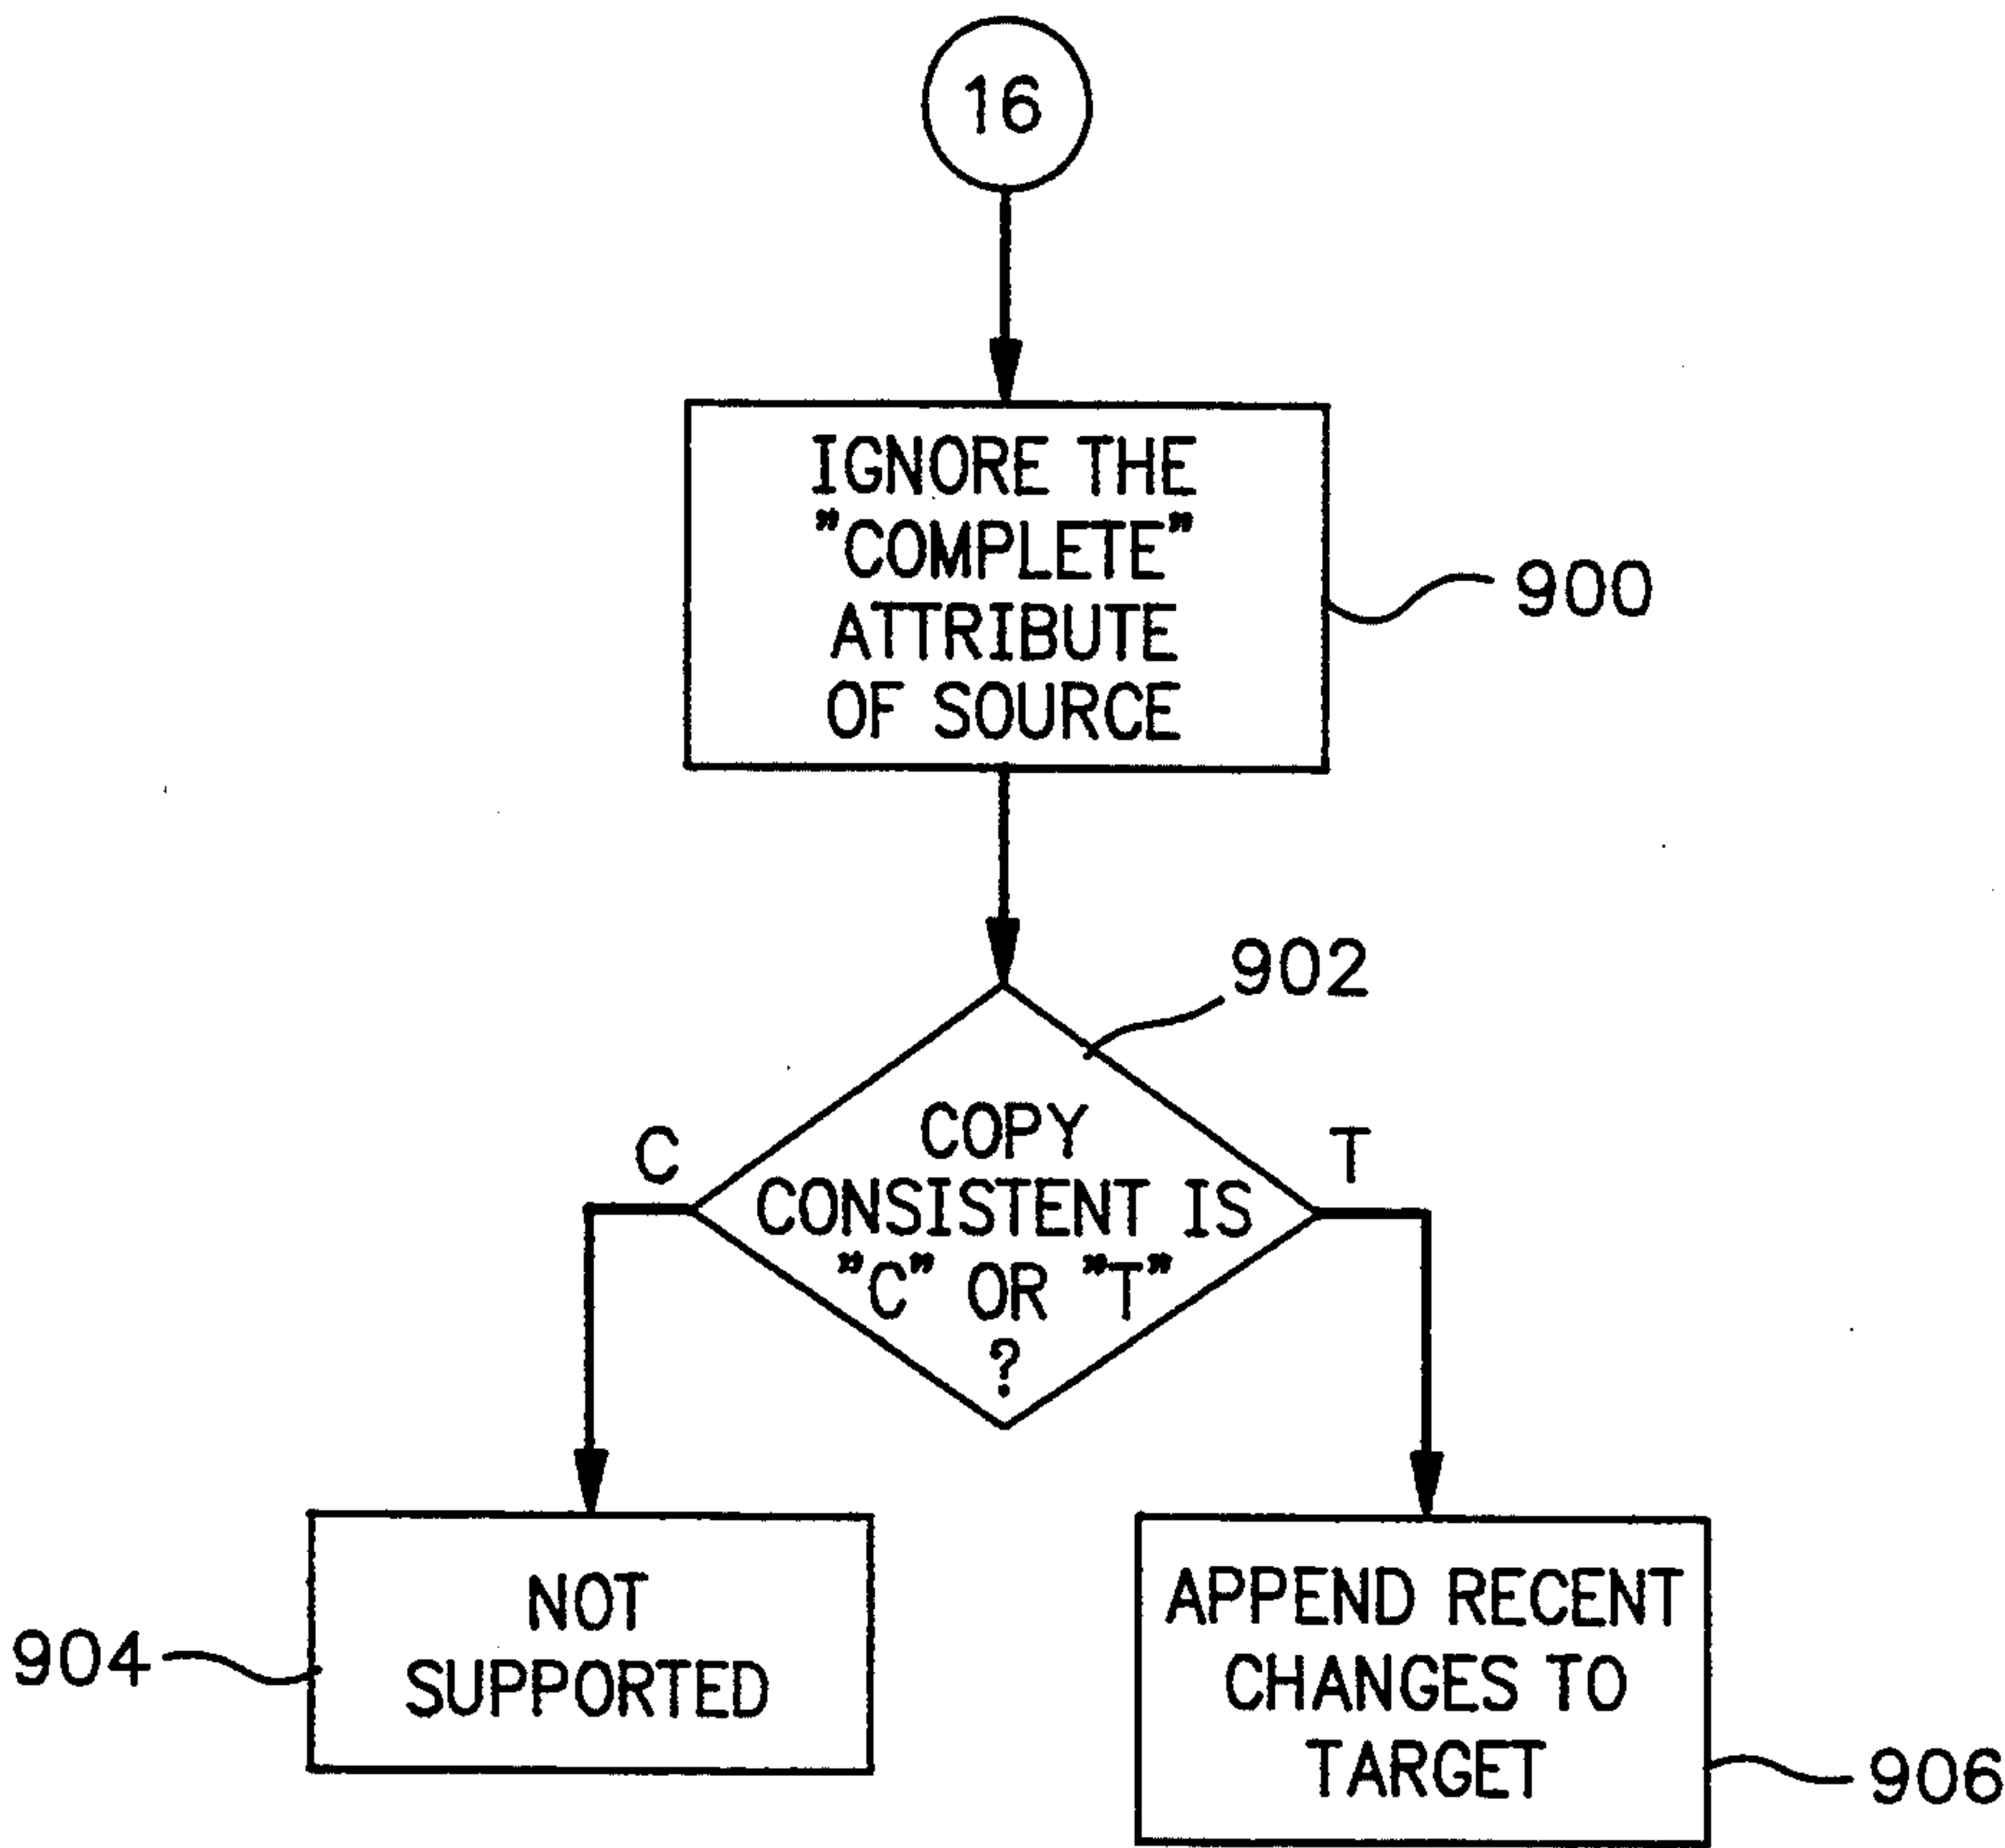 16
IGNORE THE
"COMPLETE"
ATTRIBUTE
OF SOURCE
900
902
C
T
COPY
CONSISTENT IS
"C" OR "T"
?
NOT
SUPPORTED
904
APPEND RECENT
CHANGES TO
TARGET
906